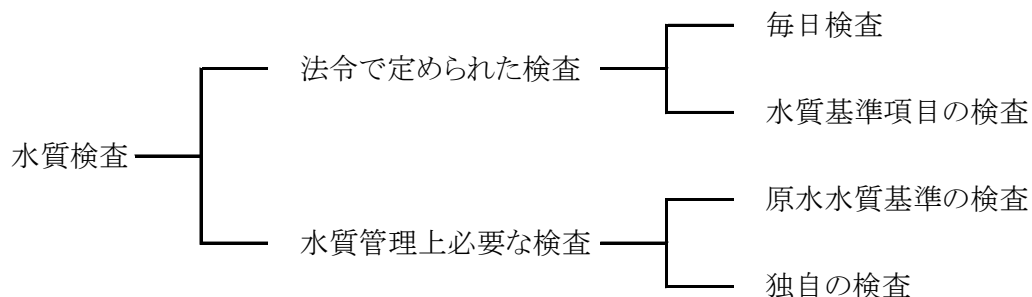 水質検査
法令で定められた検査
毎日検査
水質基準項目の検査
水質管理上必要な検査
原水水質基準の検査
独自の検査